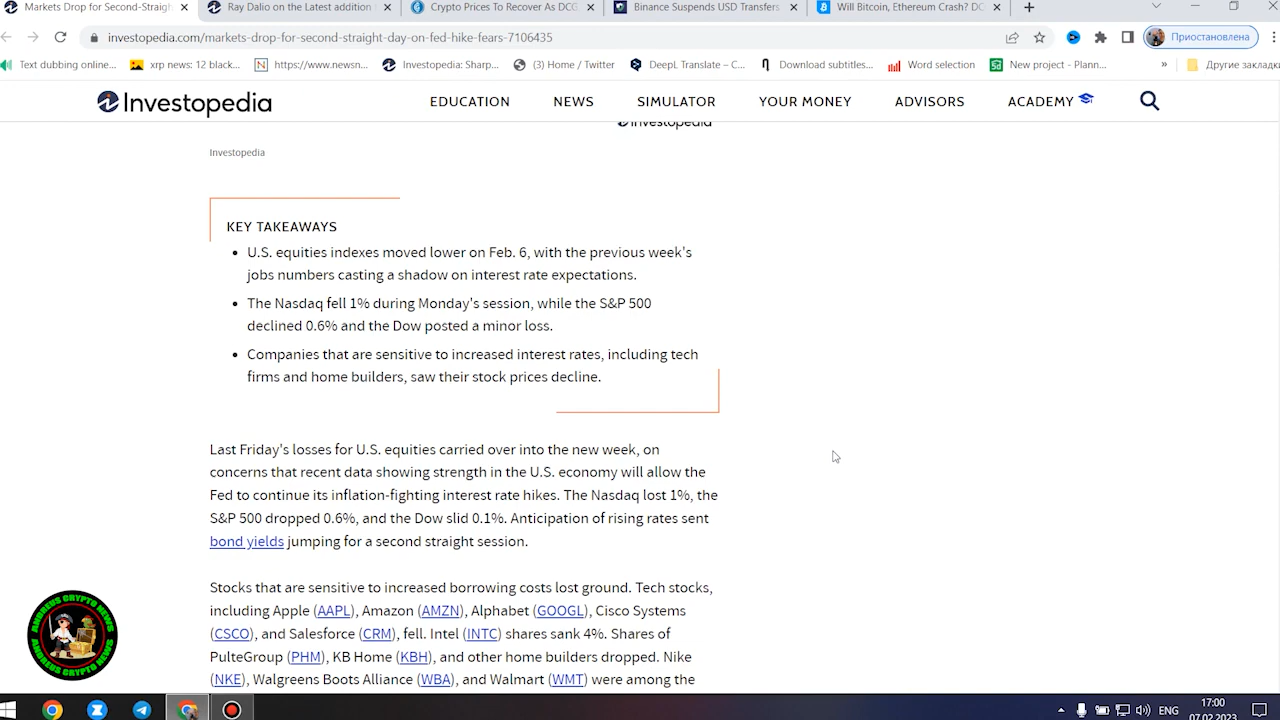 Markets Drop for Second-Straigh
Ray Dalio on the Latest addition t
Crypto Prices To Recover As DCG
Binance Suspends USD Transfers
Will Bitcoin, Ethereum Crash? DC
investopedia.com/markets-drop-for-second-straight-day-on-fed-hike-fears-7106435
Приостановлена
Text dubbing online...
xrp news: 12 black...
https://www.newsn...
Investopedia: Sharp...
(3) Home / Twitter
DeepL Translate – C...
Download subtitles...
Word selection
New project - Plann...
»
Другие закладки
Investopedia
EDUCATION
NEWS
SIMULATOR
YOUR MONEY
ADVISORS
ACADEMY
Investopedia
Investopedia
KEY TAKEAWAYS
• U.S. equities indexes moved lower on Feb. 6, with the previous week's
jobs numbers casting a shadow on interest rate expectations.
• The Nasdaq fell 1% during Monday's session, while the S&P 500
declined 0.6% and the Dow posted a minor loss.
• Companies that are sensitive to increased interest rates, including tech
firms and home builders, saw their stock prices decline.
Last Friday's losses for U.S. equities carried over into the new week, on
concerns that recent data showing strength in the U.S. economy will allow the
Fed to continue its inflation-fighting interest rate hikes. The Nasdaq lost 1%, the
S&P 500 dropped 0.6%, and the Dow slid 0.1%. Anticipation of rising rates sent
bond yields jumping for a second straight session.
Stocks that are sensitive to increased borrowing costs lost ground. Tech stocks,
including Apple (AAPL), Amazon (AMZN), Alphabet (GOOGL), Cisco Systems
(CSCO), and Salesforce (CRM), fell. Intel (INTC) shares sank 4%. Shares of
PulteGroup (PHM), KB Home (KBH), and other home builders dropped. Nike
(NKE), Walgreens Boots Alliance (WBA), and Walmart (WMT) were among the
ANDREUS CRYPTO NEWS
ANDREUS CRYPTO NEWS
ENG
17:00
07.02.2023